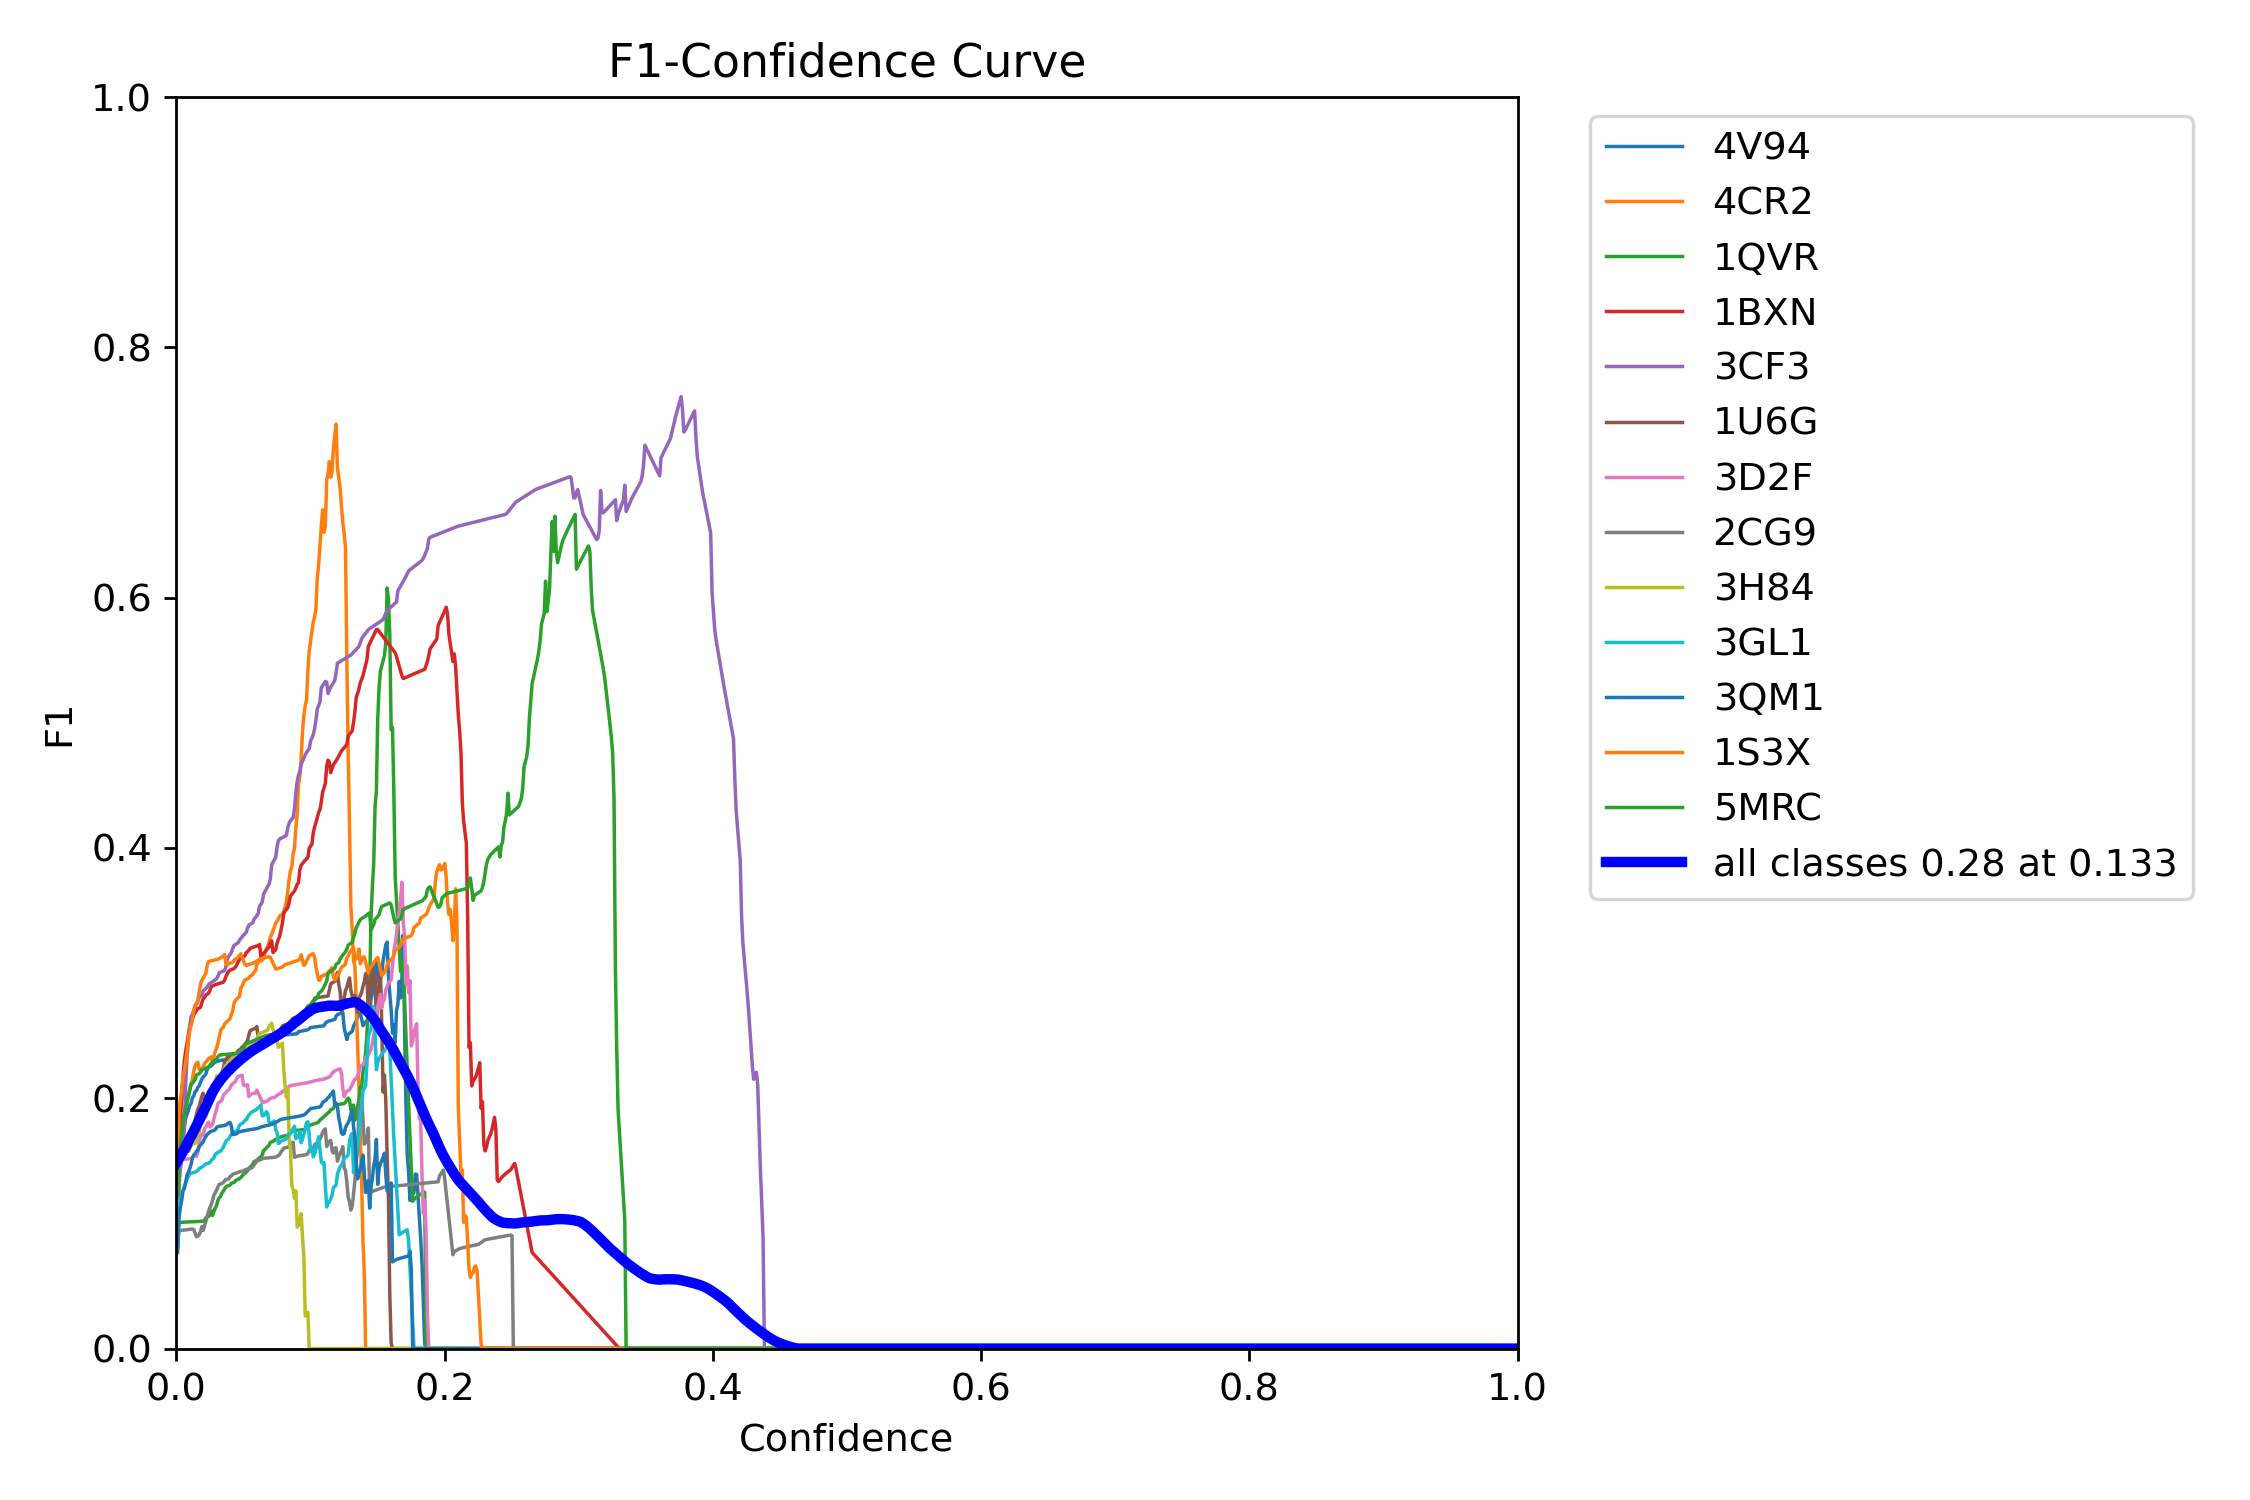 F1-Confidence Curve
1.0
0.8
0.6
0.4
0.2
0.0
F1
0.0 0.2 0.4 0.6 0.8 1.0
Confidence
4V94
4CR2
1QVR
1BXN
3CF3
1U6G
3D2F
2CG9
3H84
3GL1
3QM1
1S3X
5MRC
all classes 0.28 at 0.133